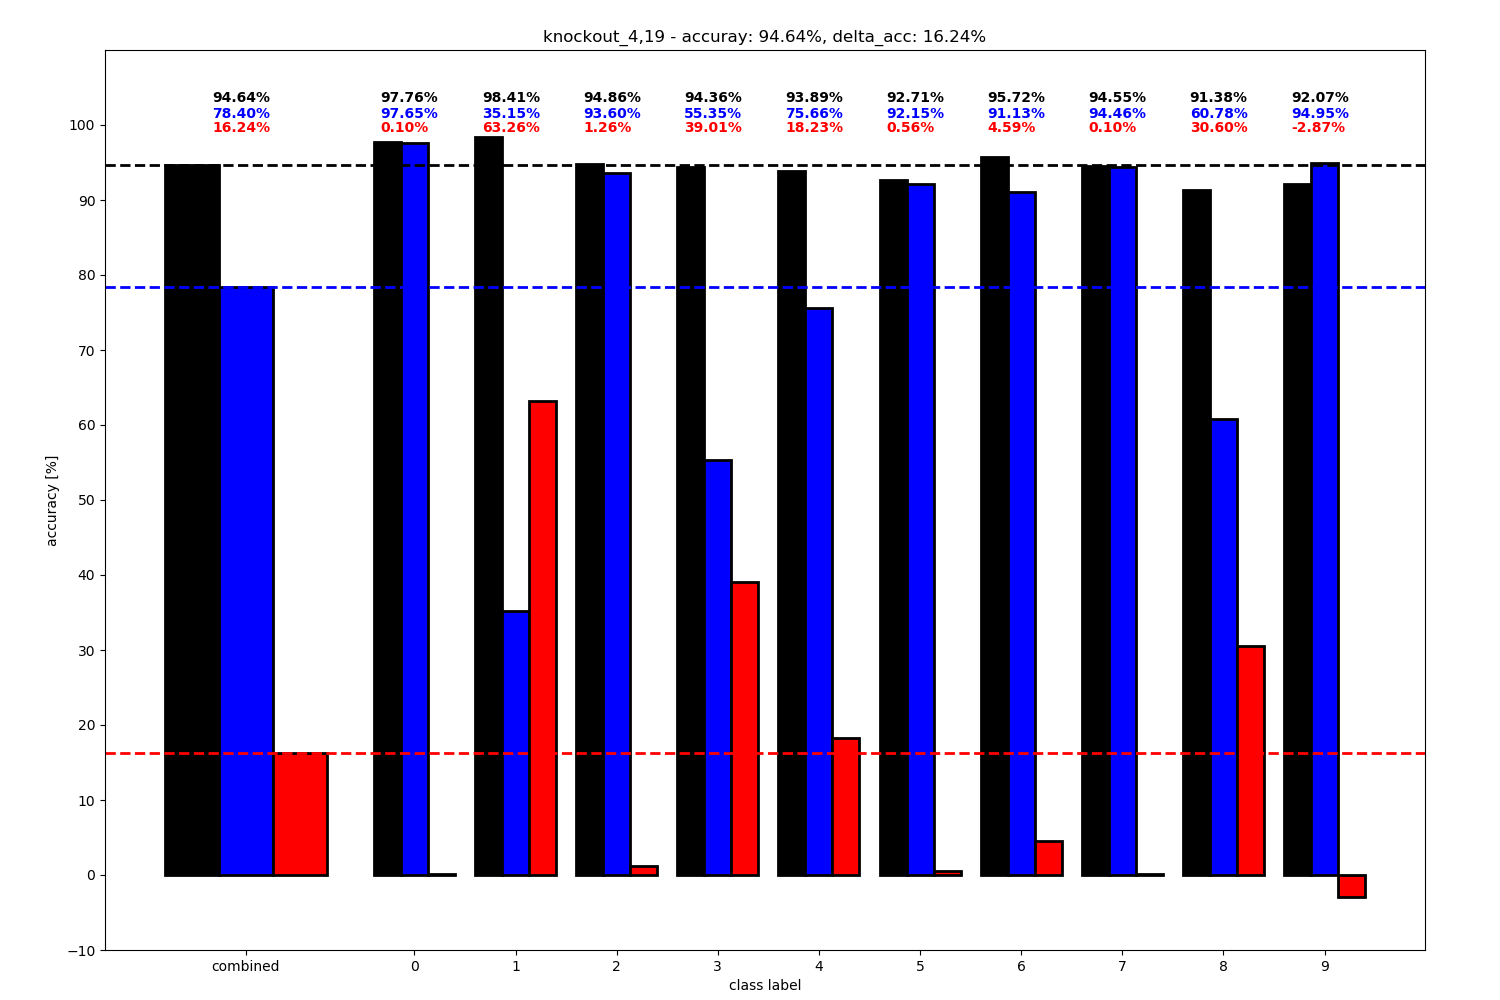 knockout_4,19 - accuray: 94.64%, delta_acc: 16.24%
94.64% 97.76% 98.41% 94.86% 94.36% 93.89% 92.71% 95.72% 94.55% 91.38% 92.07%
78.40% 97.65% 35.15% 93.60% 55.35% 75.66% 92.15% 91.13% 94.46% 60.78% 94.95%
16.24% 0.10% 63.26% 1.26% 39.01% 18.23% 0.56% 4.59% 0.10% 30.60% -2.87%
100
90
80
70
60
50
40
30
20
10
0
−10
accuracy [%]
combined 0 1 2 3 4 5 6 7 8 9
class label